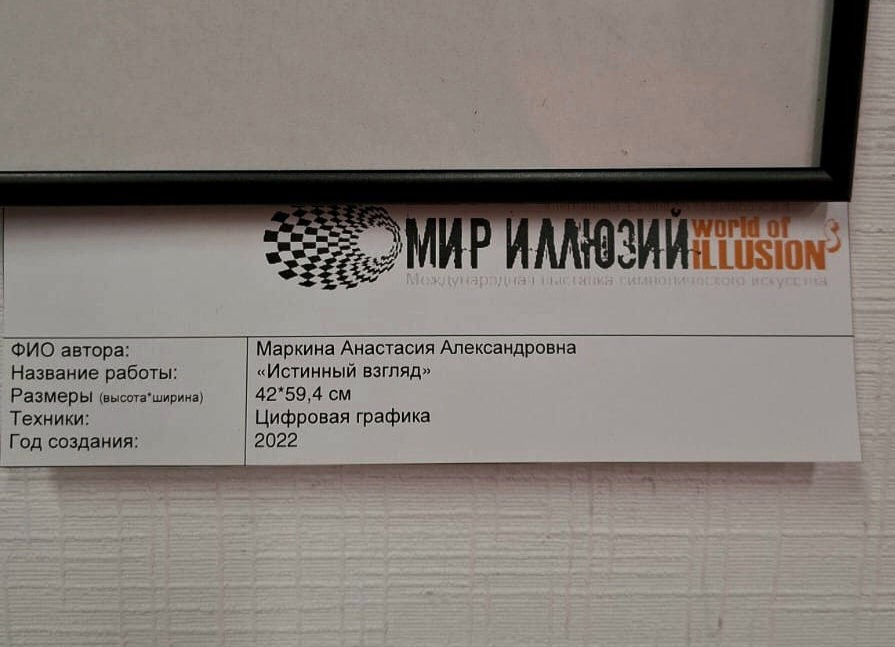 МИР ИЛЛЮЗИЙ world of ILLUSIONS
Международная выставка символического искусства
ФИО автора: Маркина Анастасия Александровна
Название работы: «Истинный взгляд»
Размеры (высота*ширина) 42*59,4 см
Техники: Цифровая графика
Год создания: 2022